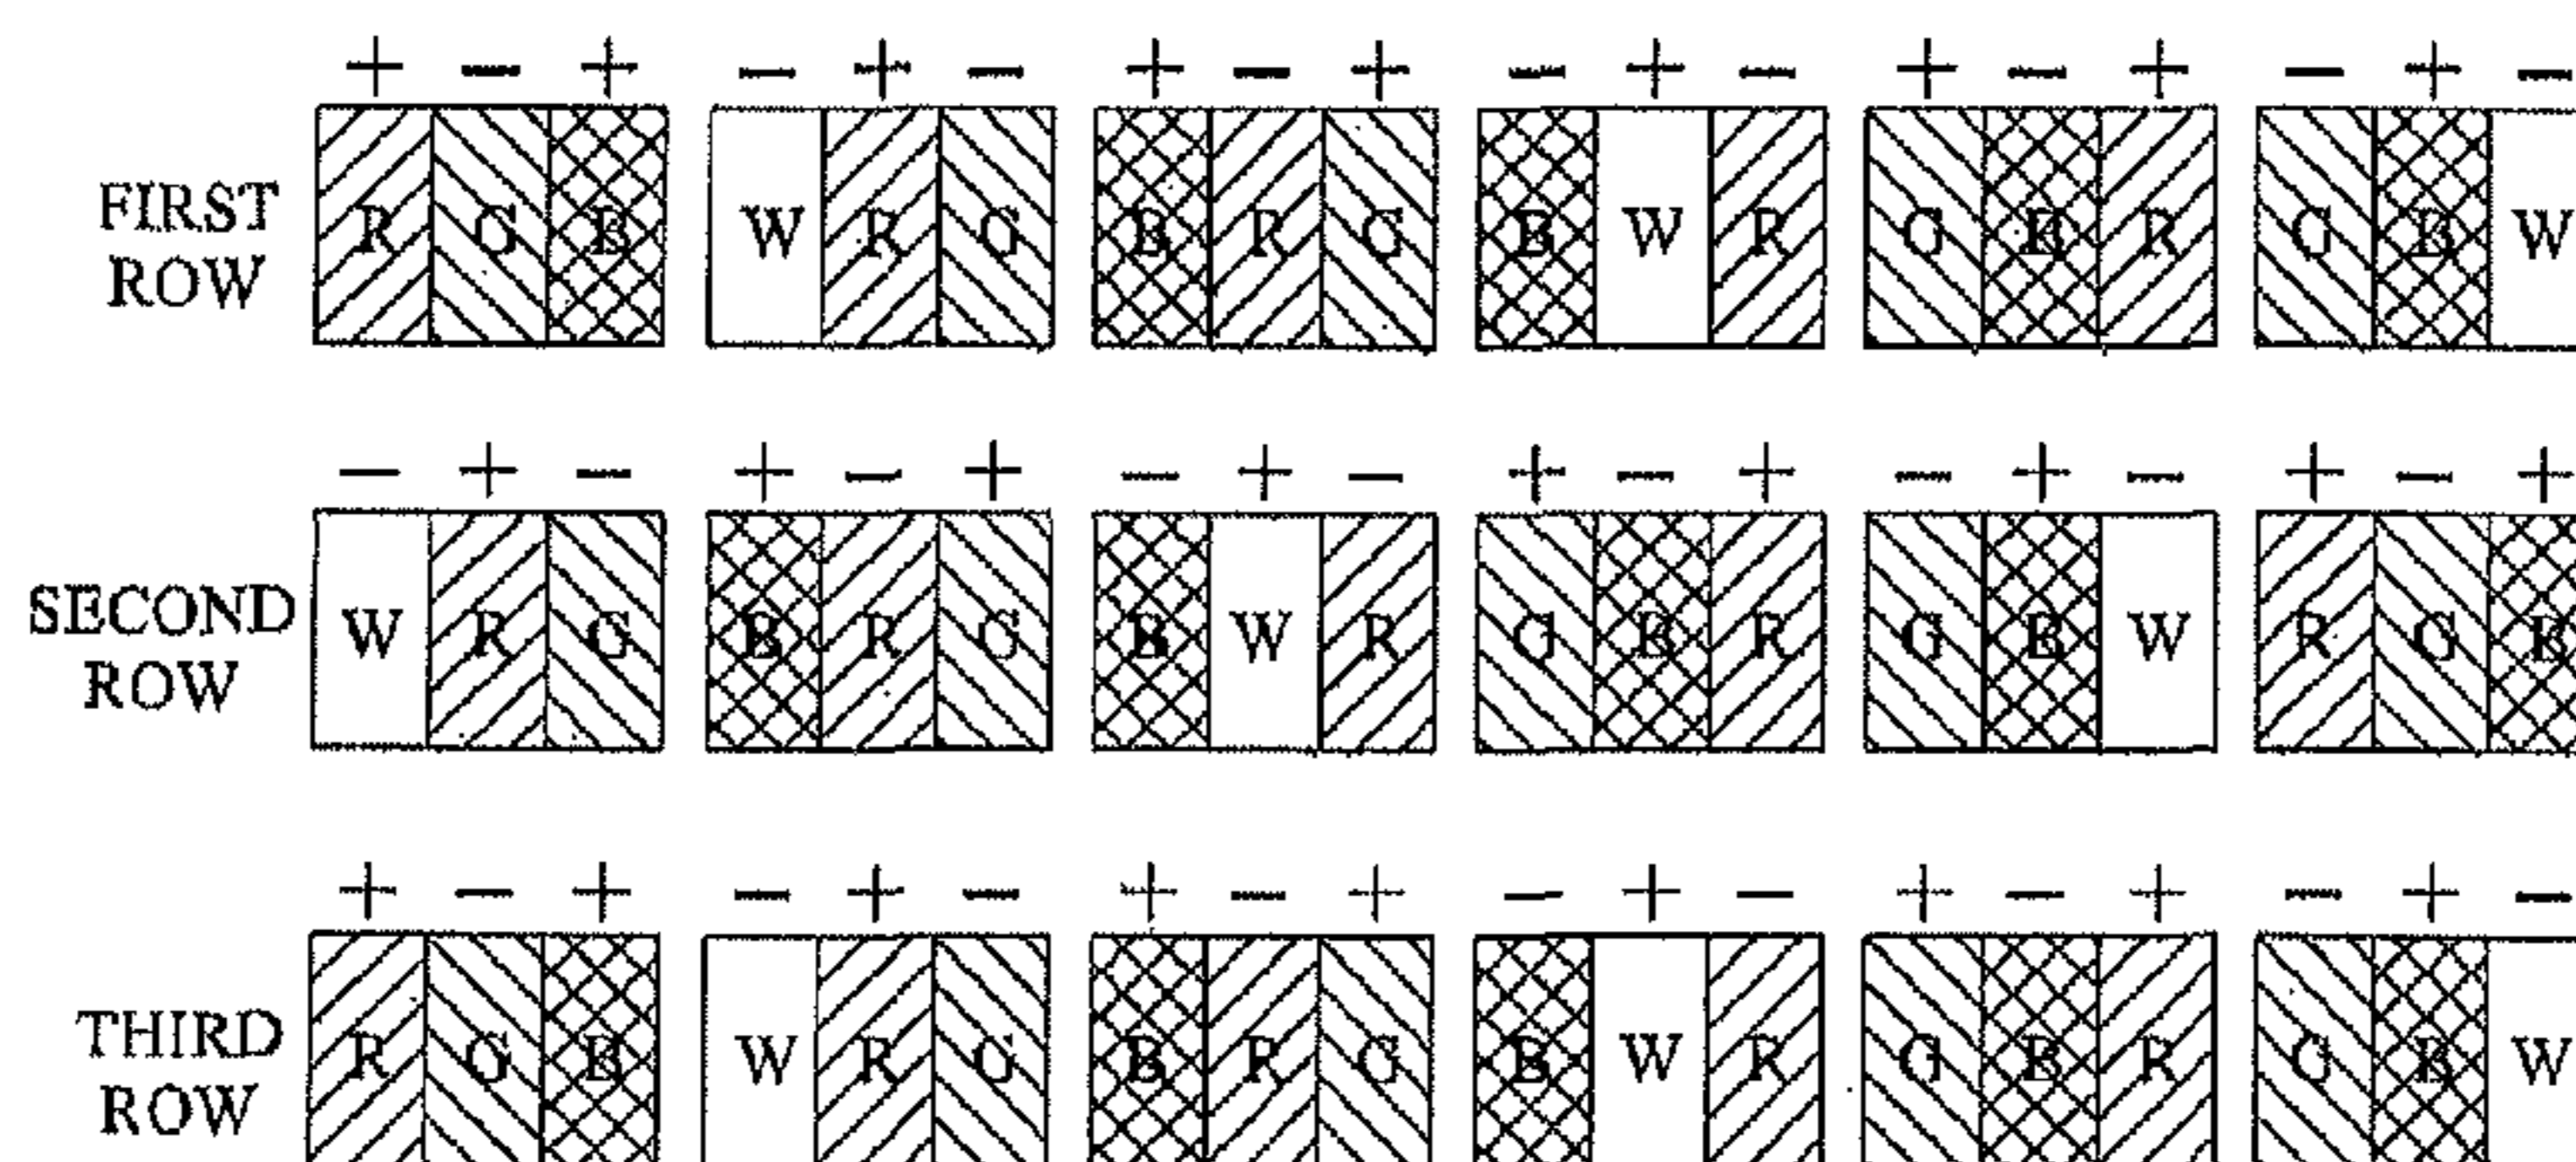 + − + − + − + − + − + − + − + − + −
FIRST ROW R G B W R G B R G B W R G B R G B W
− + − + − + − + − + − + − + − + − +
SECOND ROW W R G B R G B W R G B R G B W R G B
+ − + − + − + − + − + − + − + − + −
THIRD ROW R G B W R G B R G B W R G B R G B W